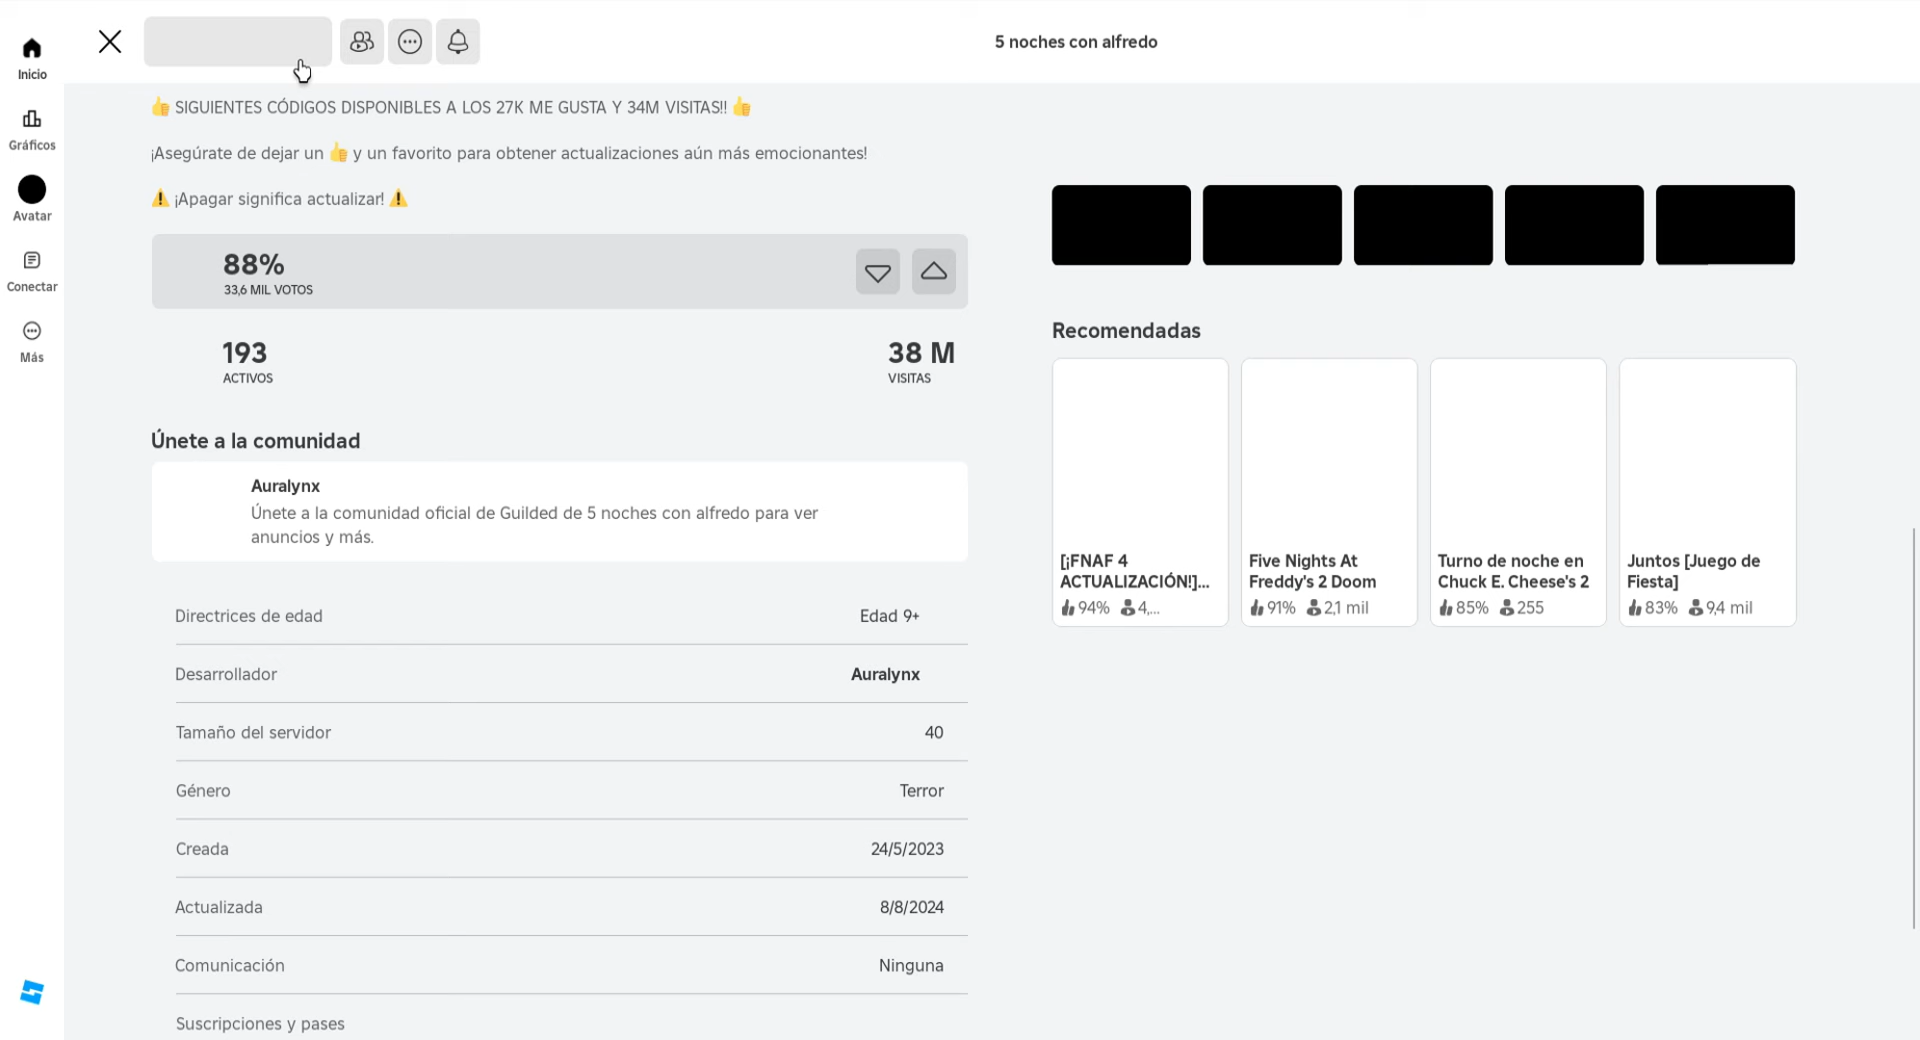 Inicio
Gráficos
Avatar
Conectar
Más
5 noches con alfredo
👍 SIGUIENTES CÓDIGOS DISPONIBLES A LOS 27K ME GUSTA Y 34M VISITAS!! 👍
¡Asegúrate de dejar un 👍 y un favorito para obtener actualizaciones aún más emocionantes!
⚠️ ¡Apagar significa actualizar! ⚠️
88%
33,6 MIL VOTOS
193
ACTIVOS
38 M
VISITAS
Únete a la comunidad
Auralynx
Únete a la comunidad oficial de Guilded de 5 noches con alfredo para ver
anuncios y más.
Directrices de edad Edad 9+
Desarrollador Auralynx
Tamaño del servidor 40
Género Terror
Creada 24/5/2023
Actualizada 8/8/2024
Comunicación Ninguna
Suscripciones y pases
Recomendadas
[¡FNAF 4
ACTUALIZACIÓN!]...
94% 4,...
Five Nights At
Freddy's 2 Doom
91% 2,1 mil
Turno de noche en
Chuck E. Cheese's 2
85% 255
Juntos [Juego de
Fiesta]
83% 9,4 mil